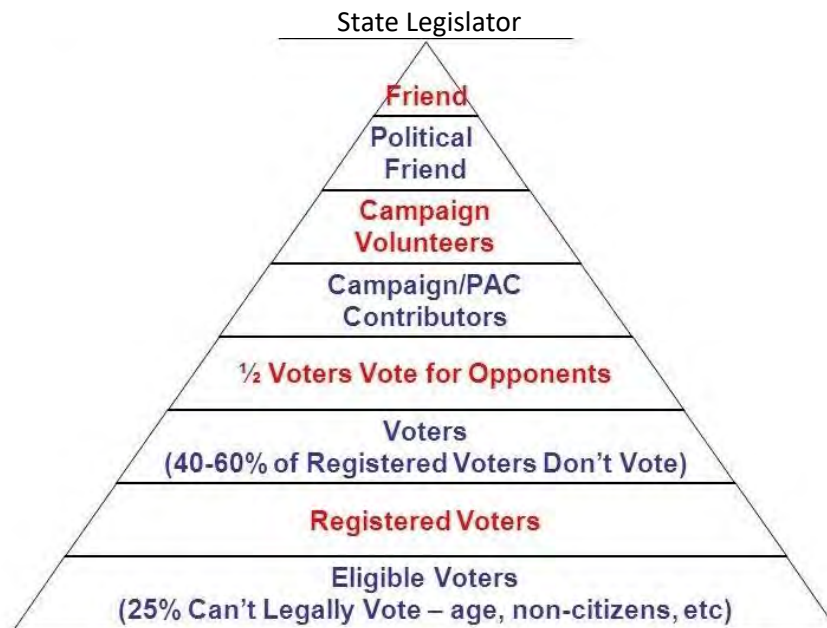 State Legislator
Friend
Political
Friend
Campaign
Volunteers
Campaign/PAC
Contributors
½ Voters Vote for Opponents
Voters
(40-60% of Registered Voters Don't Vote)
Registered Voters
Eligible Voters
(25% Can't Legally Vote – age, non-citizens, etc)